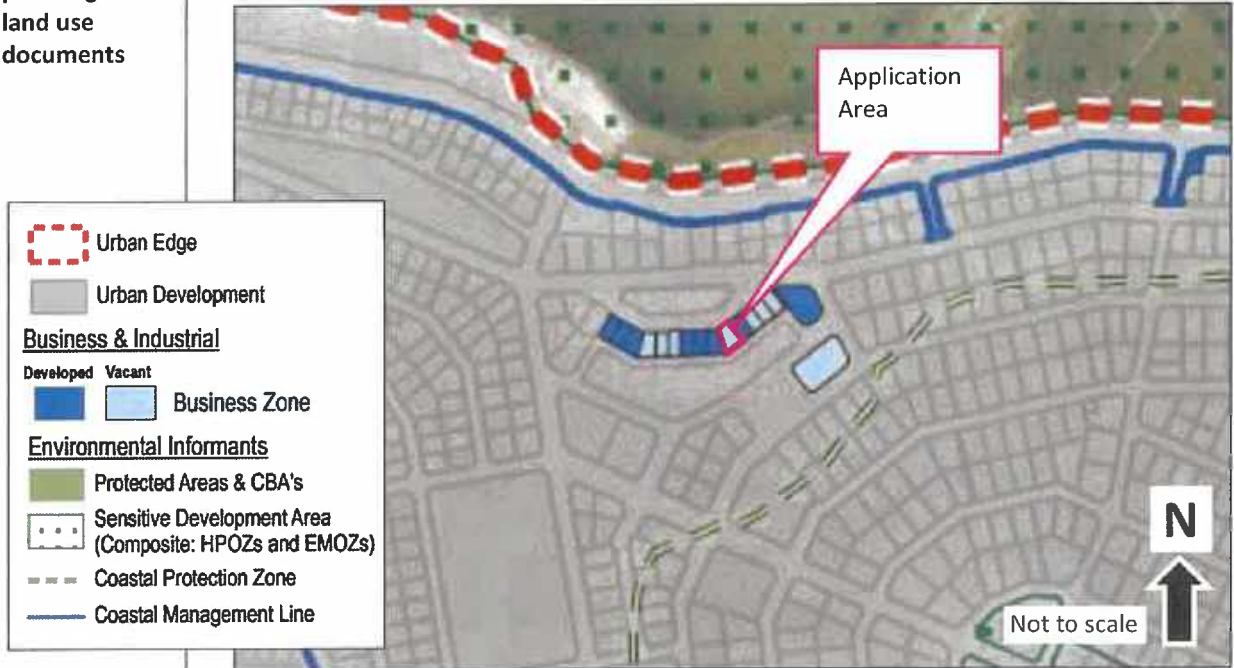 land use
documents
Application
Area
Urban Edge
Urban Development
Business & Industrial
Developed Vacant
Business Zone
Environmental Informants
Protected Areas & CBA's
Sensitive Development Area
(Composite: HPOZs and EMOZs)
Coastal Protection Zone
Coastal Management Line
N
Not to scale